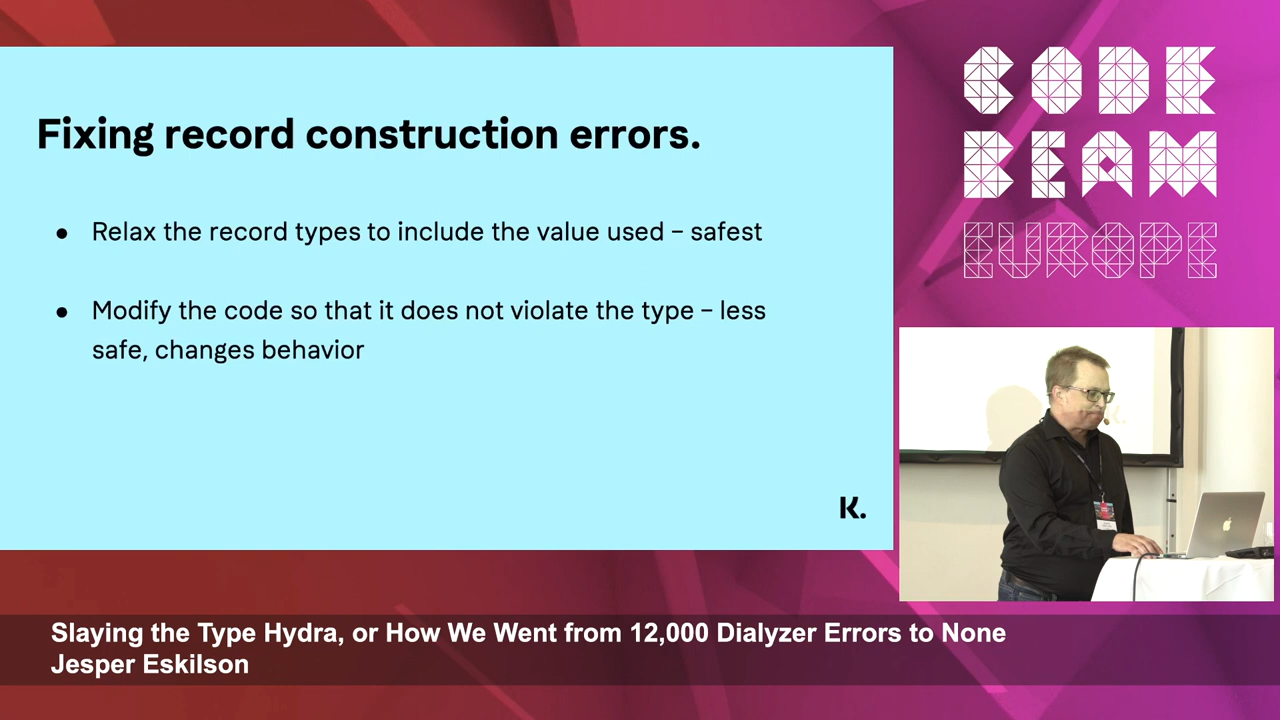 Fixing record construction errors.
● Relax the record types to include the value used – safest
● Modify the code so that it does not violate the type – less
safe, changes behavior
K.
CODE
BEAM
EUROPE
Slaying the Type Hydra, or How We Went from 12,000 Dialyzer Errors to None
Jesper Eskilson